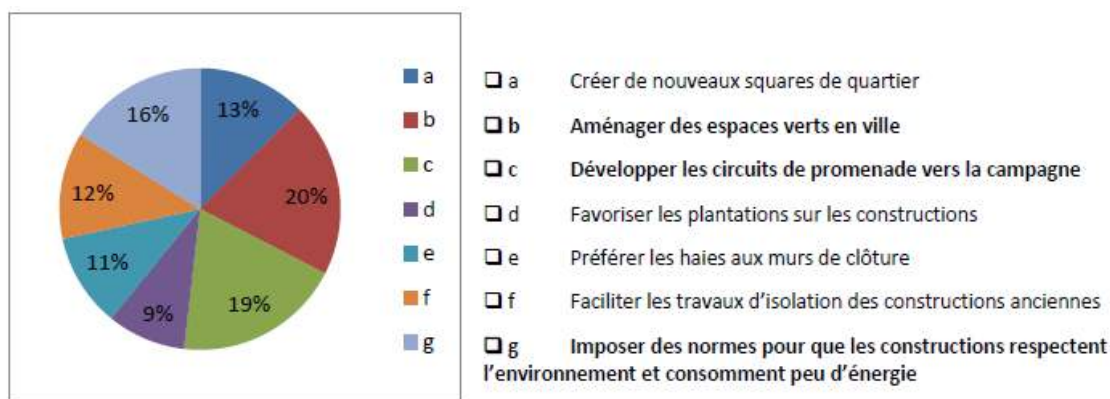 16%
13%
12%
20%
11%
9%
19%
a
b
c
d
e
f
g
❑ a Créer de nouveaux squares de quartier
❑ b Aménager des espaces verts en ville
❑ c Développer les circuits de promenade vers la campagne
❑ d Favoriser les plantations sur les constructions
❑ e Préférer les haies aux murs de clôture
❑ f Faciliter les travaux d’isolation des constructions anciennes
❑ g Imposer des normes pour que les constructions respectent
l’environnement et consomment peu d’énergie